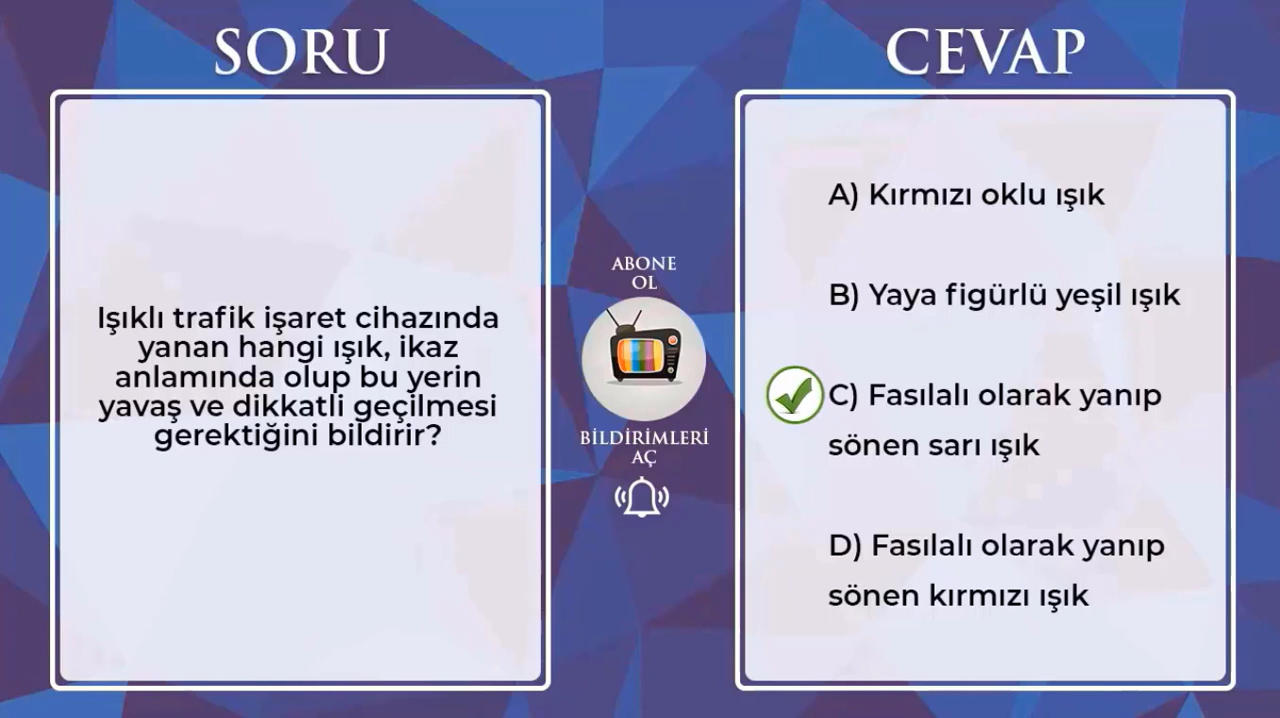 SORU
Işıklı trafik işaret cihazında
yanan hangi ışık, ikaz
anlamında olup bu yerin
yavaş ve dikkatli geçilmesi
gerektiğini bildirir?
ABONE
OL
BİLDİRİMLERİ
AÇ
CEVAP
A) Kırmızı oklu ışık
B) Yaya figürlü yeşil ışık
C) Fasılalı olarak yanıp
sönen sarı ışık
D) Fasılalı olarak yanıp
sönen kırmızı ışık